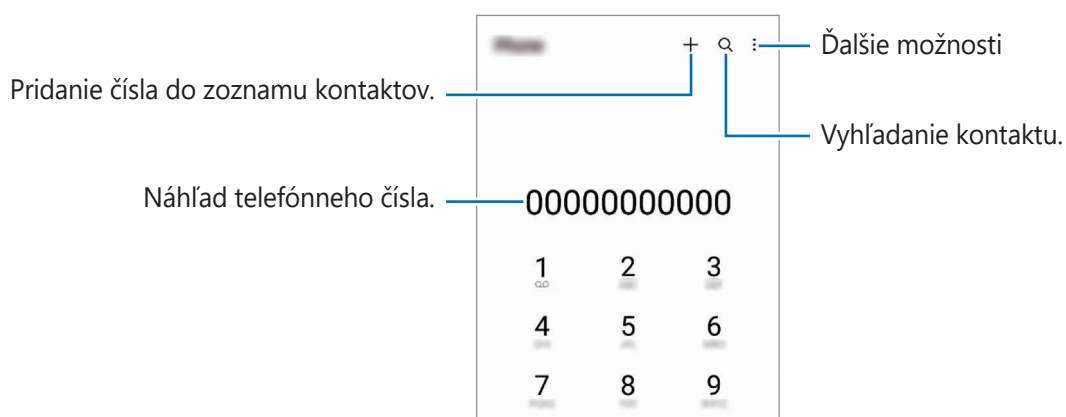 Ďalšie možnosti
Pridanie čísla do zoznamu kontaktov.
Vyhľadanie kontaktu.
Náhľad telefónneho čísla.
00000000000
1 2 3
4 5 6
7 8 9